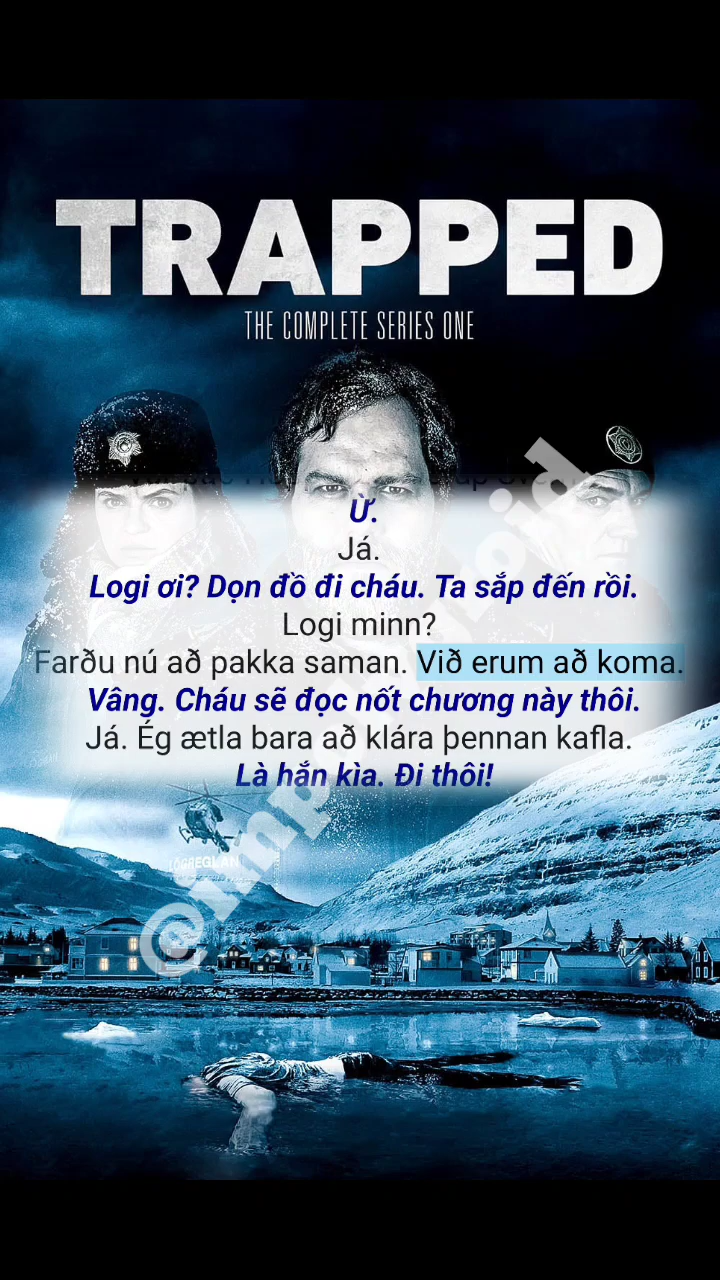 TRAPPED
THE COMPLETE SERIES ONE
Ừ.
Já.
Logi ơi? Dọn đồ đi cháu. Ta sắp đến rồi.
Logi minn?
Farðu nú að pakka saman. Við erum að koma.
Vâng. Cháu sẽ đọc nốt chương này thôi.
Já. Ég ætla bara að klára þennan kafla.
Là hắn kìa. Đi thôi!
LÖGREGLAN